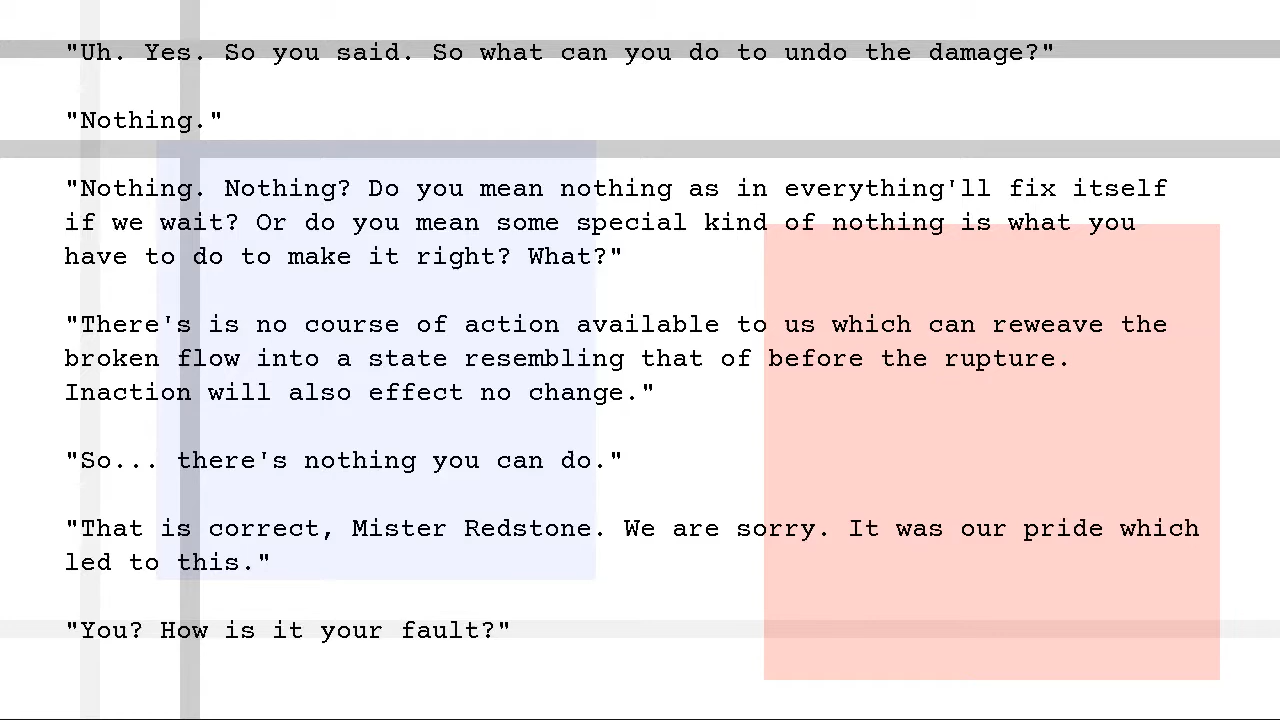 "Uh. Yes. So you said. So what can you do to undo the damage?"
"Nothing."
"Nothing. Nothing? Do you mean nothing as in everything'll fix itself
if we wait? Or do you mean some special kind of nothing is what you
have to do to make it right? What?"
"There's is no course of action available to us which can reweave the
broken flow into a state resembling that of before the rupture.
Inaction will also effect no change."
"So... there's nothing you can do."
"That is correct, Mister Redstone. We are sorry. It was our pride which
led to this."
"You? How is it your fault?"